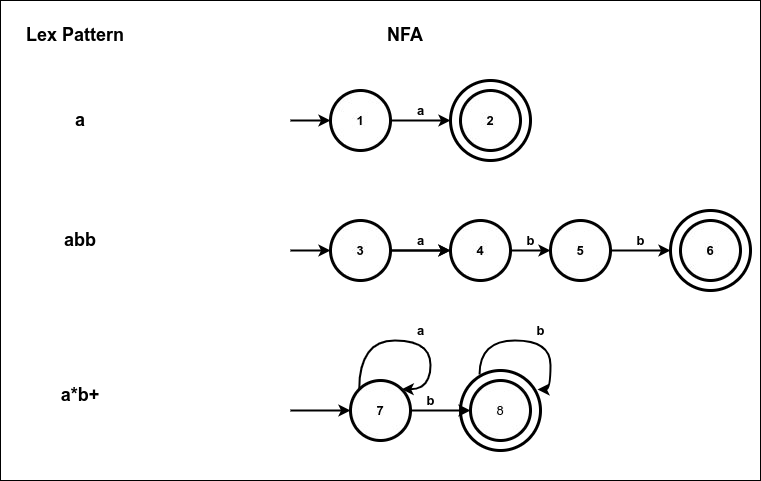 Lex Pattern NFA
a 1 a 2
abb 3 a 4 b 5 b 6
a b
a*b+ 7 b 8